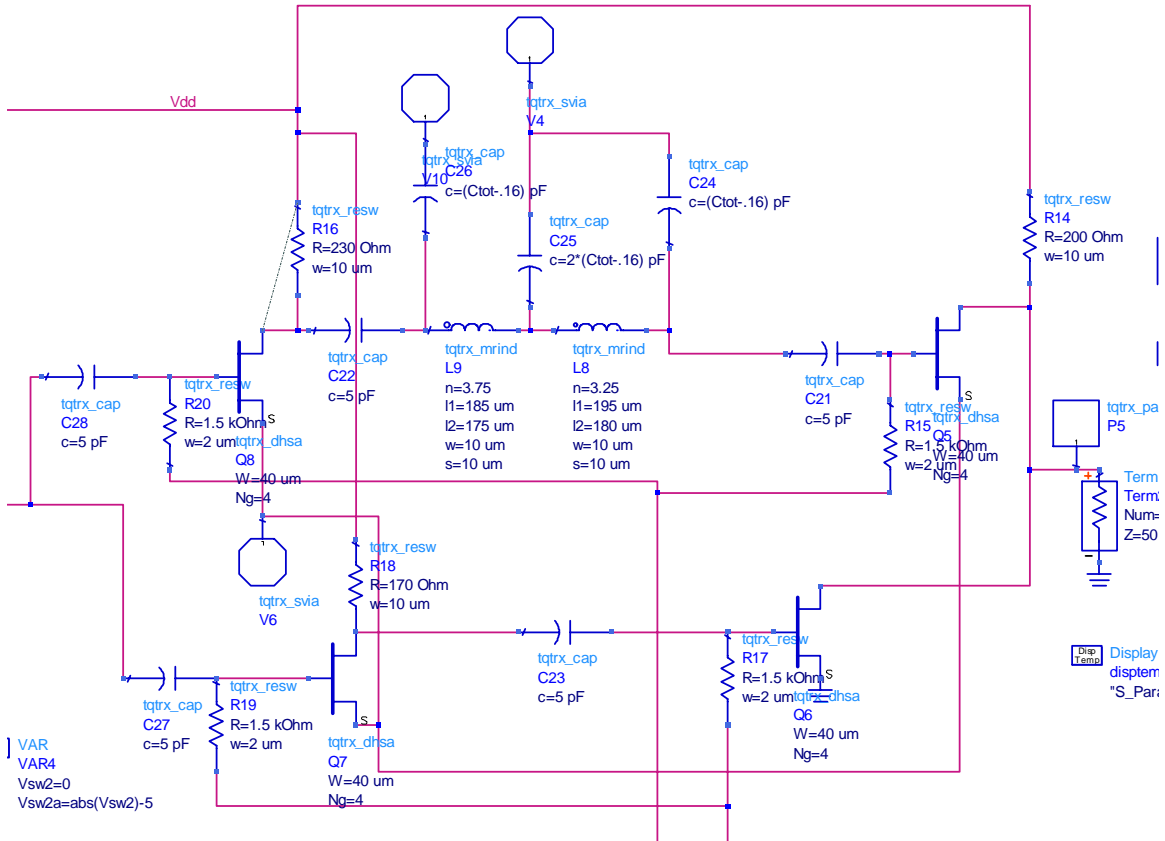 Vdd
tqtrx_svia
V4
tqtrx_cap
C26
c=(Ctot-.16) pF
tqtrx_svia
V10
tqtrx_cap
C24
c=(Ctot-.16) pF
tqtrx_resw
R16
R=230 Ohm
w=10 um
tqtrx_cap
C25
c=2*(Ctot-.16) pF
tqtrx_resw
R14
R=200 Ohm
w=10 um
tqtrx_cap
C22
c=5 pF
tqtrx_mrind
L9
n=3.75
l1=185 um
l2=175 um
w=10 um
s=10 um
tqtrx_mrind
L8
n=3.25
l1=195 um
l2=180 um
w=10 um
s=10 um
tqtrx_cap
C21
c=5 pF
tqtrx_cap
C28
c=5 pF
tqtrx_resw
R20
R=1.5 kOhm
w=2 um
S
tqtrx_dhsa
Q8
W=40 um
Ng=4
tqtrx_resw
R15
R=1.5 kOhm
w=2 um
S
tqtrx_dhsa
Q5
W=40 um
Ng=4
tqtrx_pa
P5
+
Term
Term2
Num=
Z=50
-
tqtrx_svia
V6
tqtrx_resw
R18
R=170 Ohm
w=10 um
tqtrx_cap
C23
c=5 pF
tqtrx_resw
R17
R=1.5 kOhm
w=2 um
S
tqtrx_dhsa
Q6
W=40 um
Ng=4
Disp
Temp
Display
disptem
"S_Para
tqtrx_cap
C27
c=5 pF
tqtrx_resw
R19
R=1.5 kOhm
w=2 um
S
tqtrx_dhsa
Q7
W=40 um
Ng=4
VAR
VAR4
Vsw2=0
Vsw2a=abs(Vsw2)-5